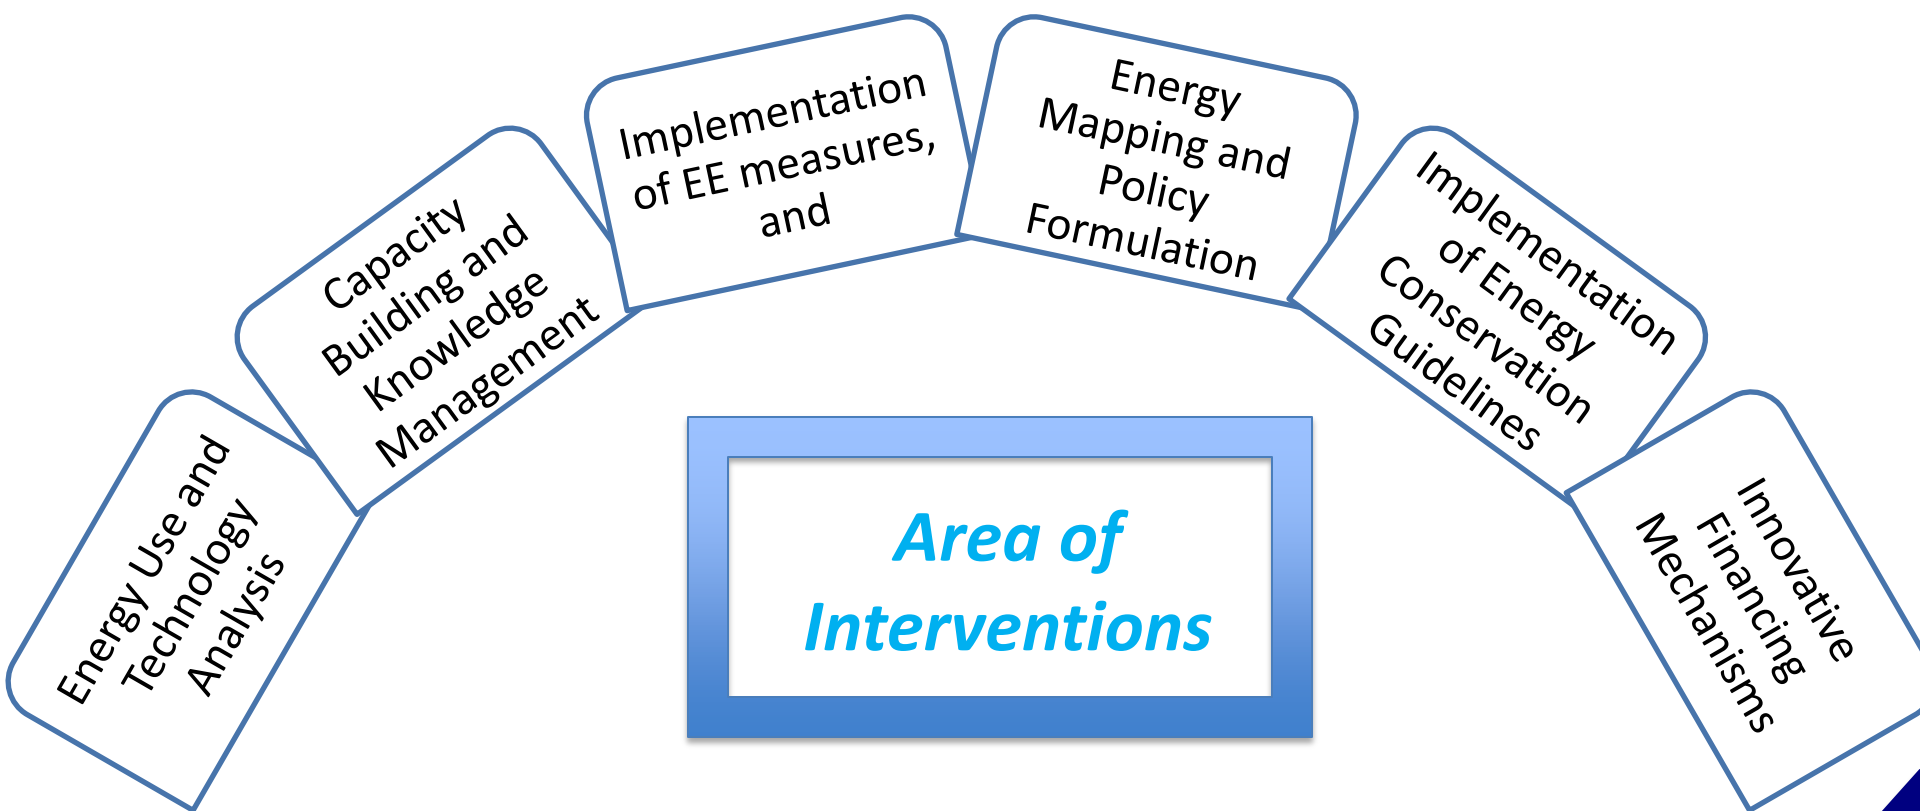 Energy Use and
Technology
Analysis
Capacity
Building and
Knowledge
Management
Implementation
of EE measures,
and
Energy
Mapping and
Policy
Formulation
Implementation
of Energy
Conservation
Guidelines
Innovative
Financing
Mechanisms
Area of
Interventions